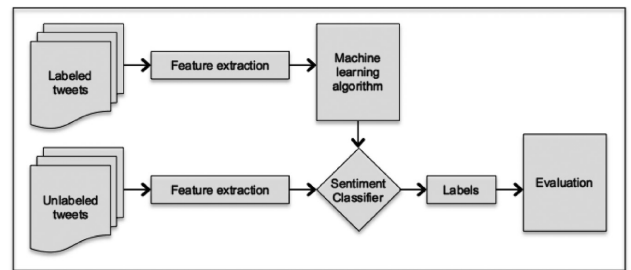 Labeled
tweets
Feature extraction
Machine
learning
algorithm
Unlabeled
tweets
Feature extraction
Sentiment
Classifier
Labels
Evaluation